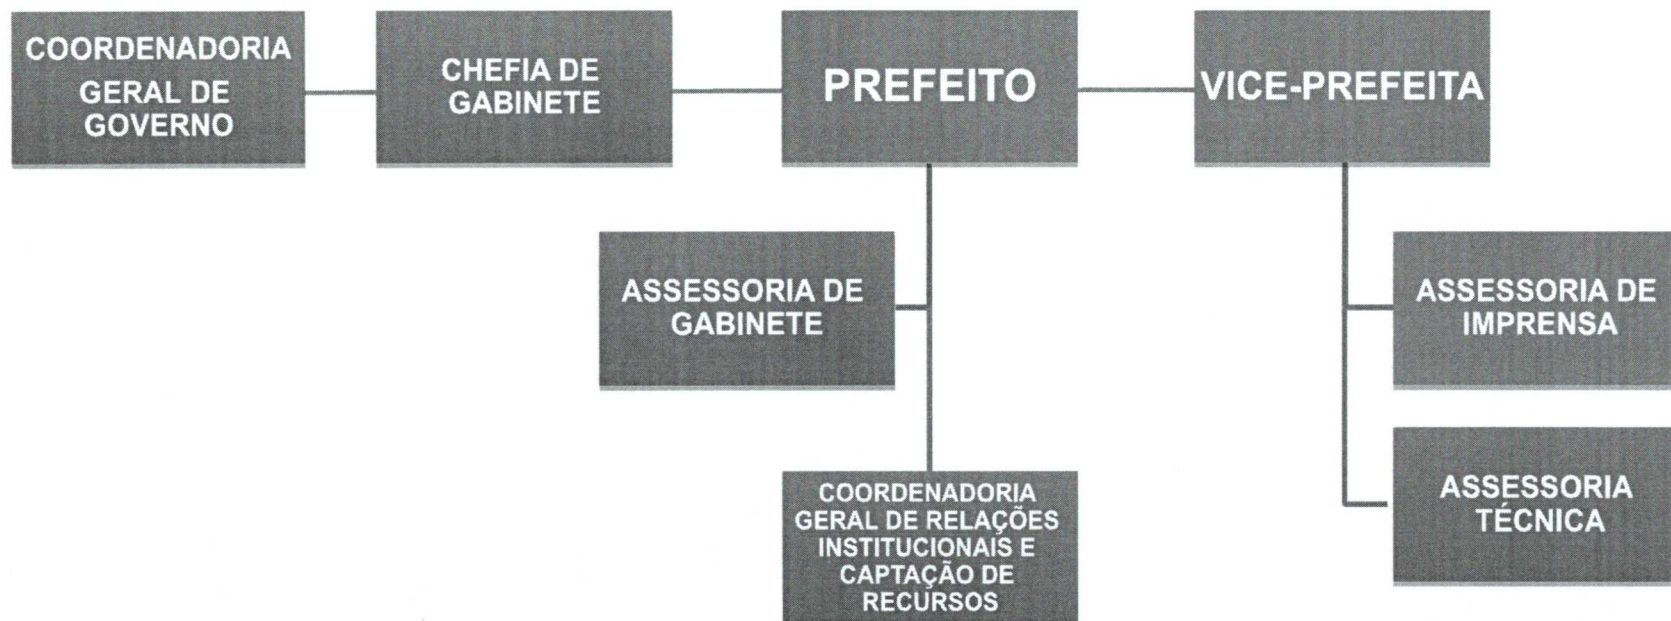 COORDENADORIA
GERAL DE
GOVERNO
CHEFIA DE
GABINETE
PREFEITO
VICE-PREFEITA
ASSESSORIA DE
GABINETE
ASSESSORIA DE
IMPRENSA
COORDENADORIA
GERAL DE RELAÇÕES
INSTITUCIONAIS E
CAPTAÇÃO DE
RECURSOS
ASSESSORIA
TÉCNICA